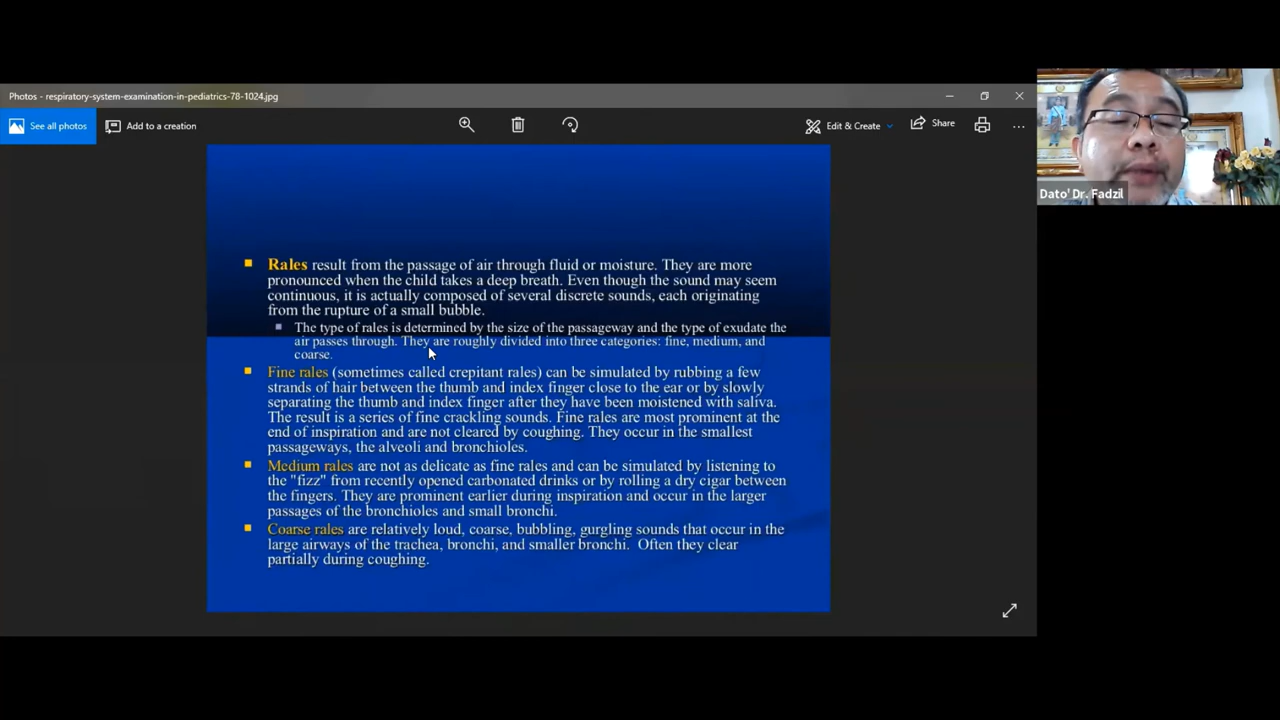 Photos - respiratory-system-examination-in-pediatrics-78-1024.jpg
See all photos
Add to a creation
Edit & Create
Share
Dato' Dr. Fadzil
Rales result from the passage of air through fluid or moisture. They are more
pronounced when the child takes a deep breath. Even though the sound may seem
continuous, it is actually composed of several discrete sounds, each originating
from the rupture of a small bubble.
The type of rales is determined by the size of the passageway and the type of exudate the
air passes through. They are roughly divided into three categories: fine, medium, and
coarse.
Fine rales (sometimes called crepitant rales) can be simulated by rubbing a few
strands of hair between the thumb and index finger close to the ear or by slowly
separating the thumb and index finger after they have been moistened with saliva.
The result is a series of fine crackling sounds. Fine rales are most prominent at the
end of inspiration and are not cleared by coughing. They occur in the smallest
passageways, the alveoli and bronchioles.
Medium rales are not as delicate as fine rales and can be simulated by listening to
the "fizz" from recently opened carbonated drinks or by rolling a dry cigar between
the fingers. They are prominent earlier during inspiration and occur in the larger
passages of the bronchioles and small bronchi.
Coarse rales are relatively loud, coarse, bubbling, gurgling sounds that occur in the
large airways of the trachea, bronchi, and smaller bronchi. Often they clear
partially during coughing.